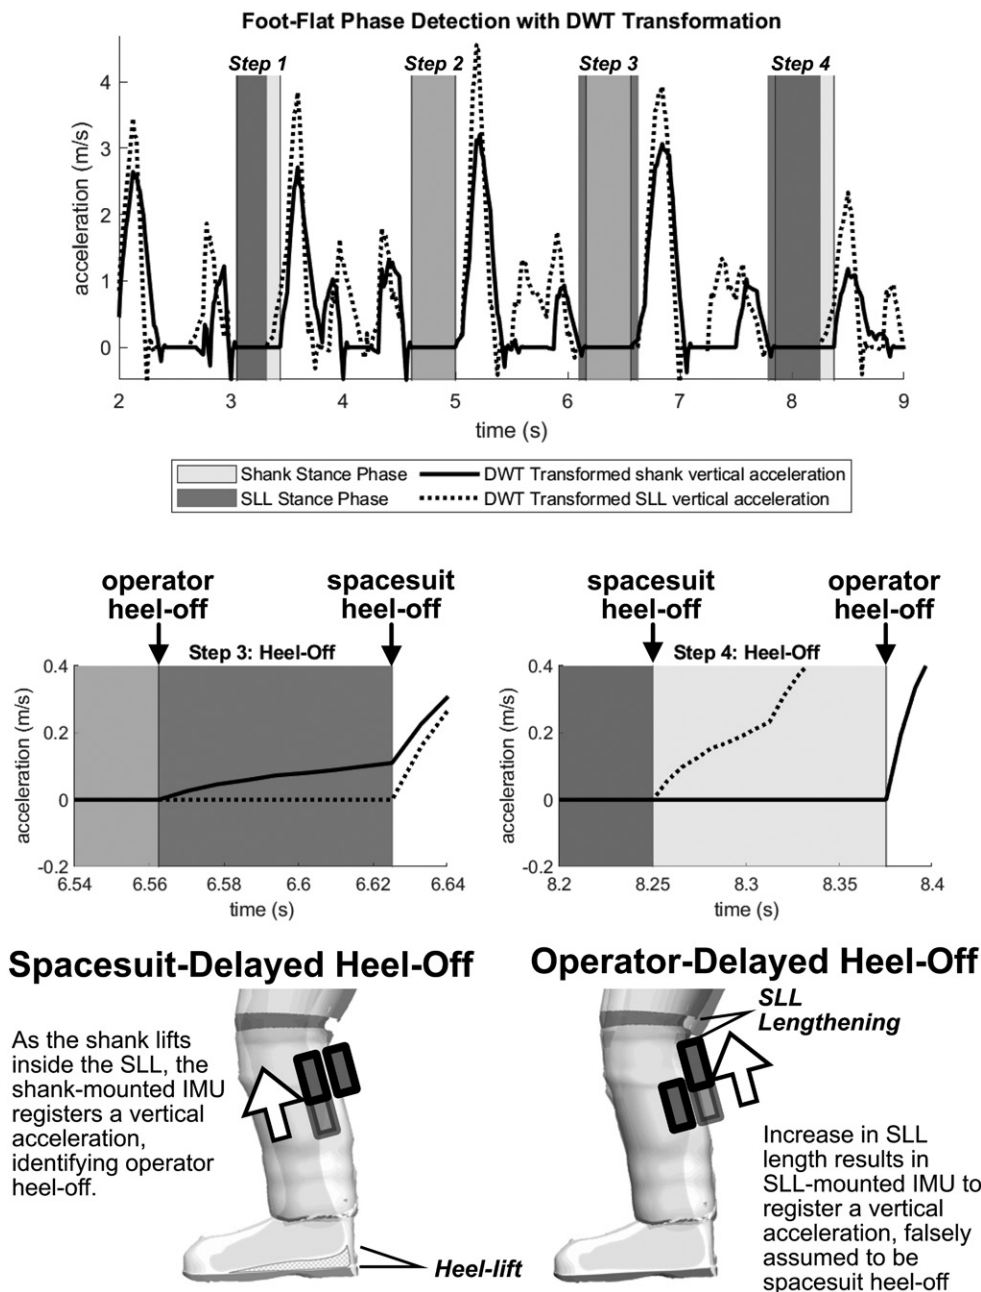 Foot-Flat Phase Detection with DWT Transformation
Step 1 Step 2 Step 3 Step 4
acceleration (m/s)
4
3
2
1
0
2 3 4 5 6 7 8 9
time (s)
Shank Stance Phase DWT Transformed shank vertical acceleration
SLL Stance Phase DWT Transformed SLL vertical acceleration
operator
heel-off
spacesuit
heel-off
Step 3: Heel-Off
acceleration (m/s)
0.4
0.2
0
-0.2
6.54 6.56 6.58 6.6 6.62 6.64
time (s)
spacesuit
heel-off
operator
heel-off
Step 4: Heel-Off
acceleration (m/s)
0.4
0.2
0
-0.2
8.2 8.25 8.3 8.35 8.4
time (s)
Spacesuit-Delayed Heel-Off
As the shank lifts
inside the SLL, the
shank-mounted IMU
registers a vertical
acceleration,
identifying operator
heel-off.
Heel-lift
Operator-Delayed Heel-Off
SLL
Lengthening
Increase in SLL
length results in
SLL-mounted IMU to
register a vertical
acceleration, falsely
assumed to be
spacesuit heel-off